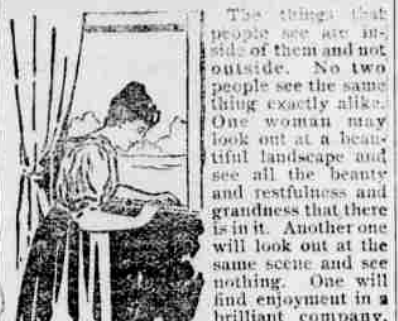 The things that
people see are in-
side of them and not
outside. No two
people see the same
thing exactly alike.
One woman may
look out at a beau-
tiful landscape and
see all the beauty
and restfulness and
grandness that there
is in it. Another one
will look out at the
same scene and see
nothing. One will
find enjoyment in a
brilliant company,